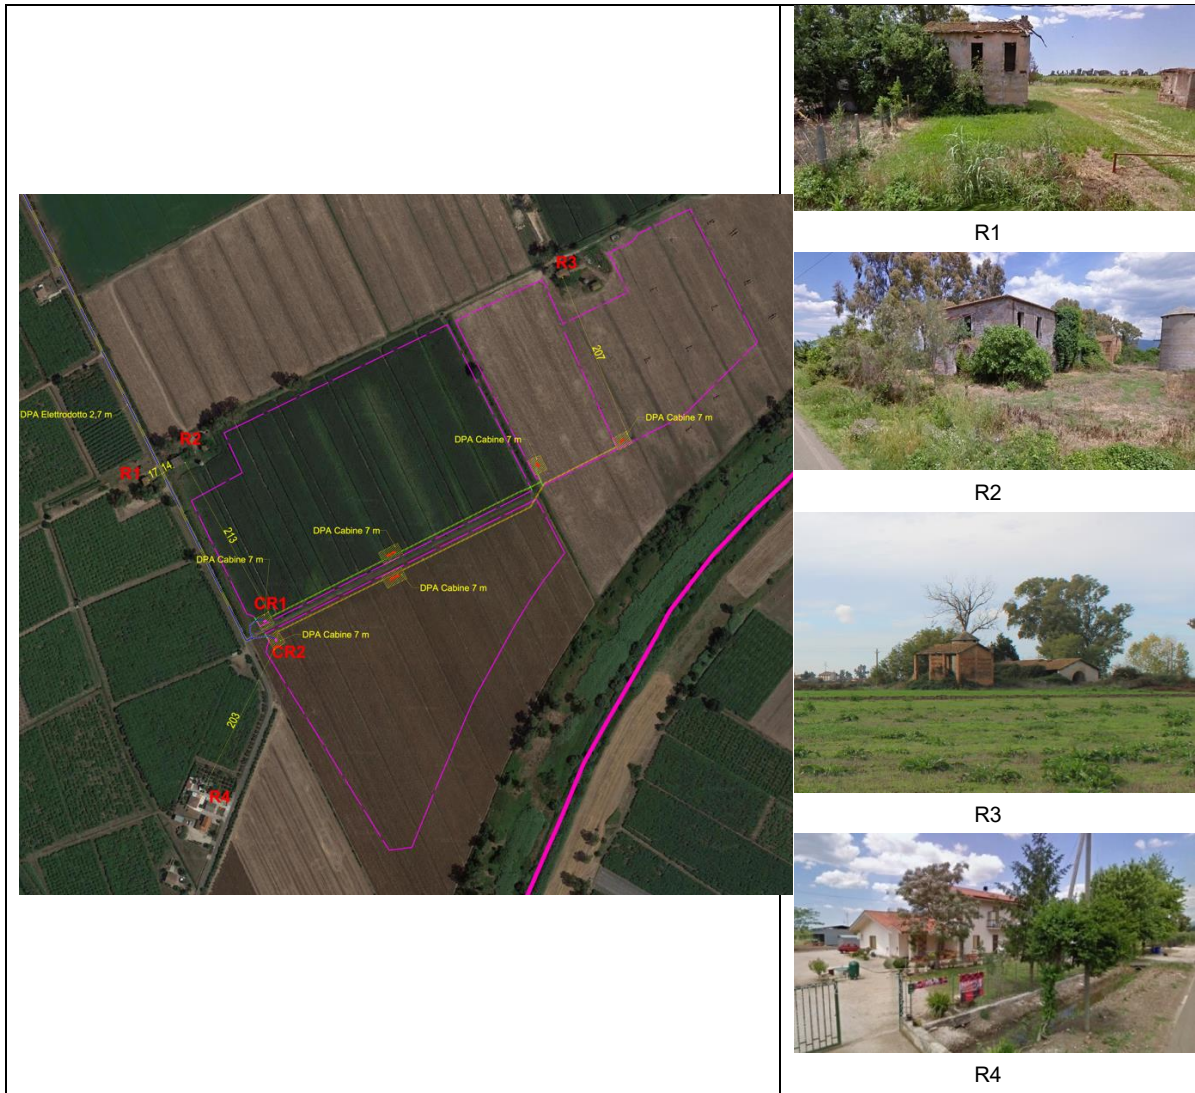 R3
207
DPA Cabine 7 m
DPA Elettrodotto 2,7 m
DPA Cabine 7 m
R2
R1
17
14
213
DPA Cabine 7 m
DPA Cabine 7 m
DPA Cabine 7 m
CR1
DPA Cabine 7 m
CR2
203
R4
R1
R2
R3
R4